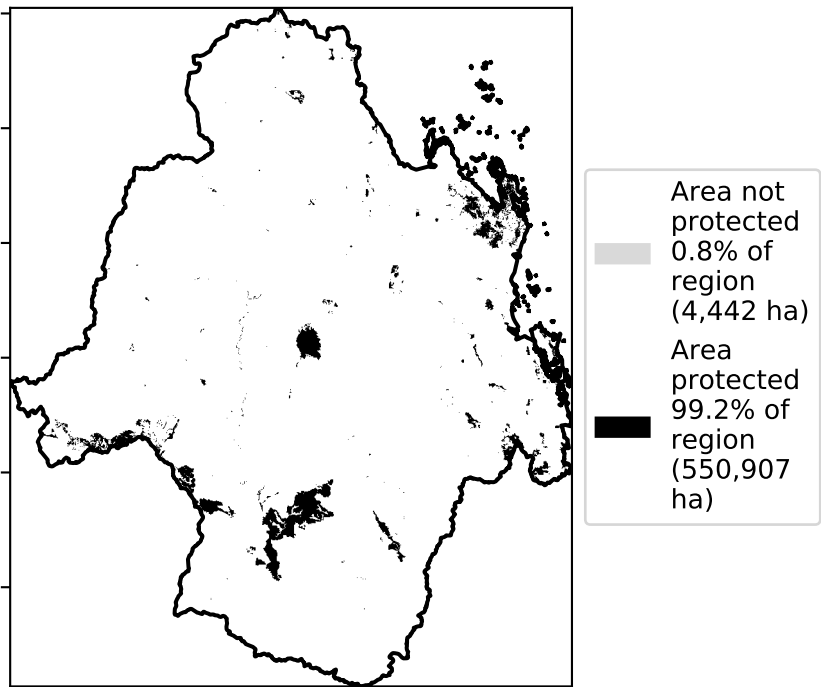 Area not
protected
0.8% of
region
(4,442 ha)
Area
protected
99.2% of
region
(550,907
ha)